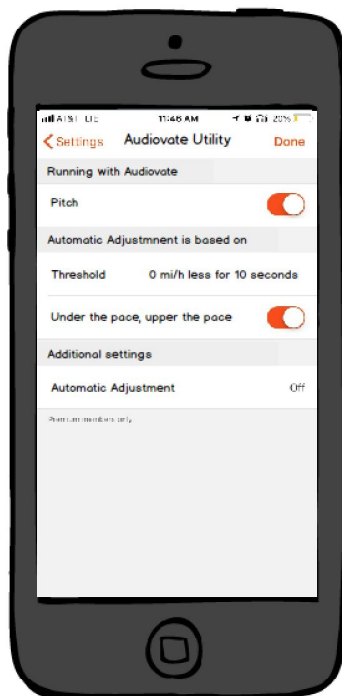 AT&T LTE 11:46 AM 20%
Settings Audiovate Utility Done
Running with Audiovate
Pitch
Automatic Adjustmnent is based on
Threshold 0 mi/h less for 10 seconds
Under the pace, upper the pace
Additional settings
Automatic Adjustment Off
Premium members only